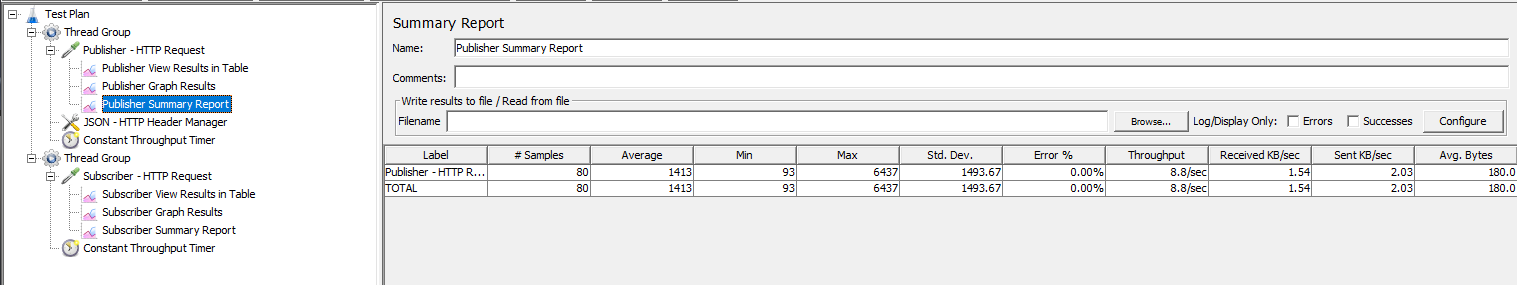 Test Plan
Thread Group
Publisher - HTTP Request
Publisher View Results in Table
Publisher Graph Results
Publisher Summary Report
JSON - HTTP Header Manager
Constant Throughput Timer
Thread Group
Subscriber - HTTP Request
Subscriber View Results in Table
Subscriber Graph Results
Subscriber Summary Report
Constant Throughput Timer
Summary Report
Name: Publisher Summary Report
Comments:
Write results to file / Read from file
Filename Browse... Log/Display Only: Errors Successes Configure
Label # Samples Average Min Max Std. Dev. Error % Throughput Received KB/sec Sent KB/sec Avg. Bytes
Publisher - HTTP R... 80 1413 93 6437 1493.67 0.00% 8.8/sec 1.54 2.03 180.0
TOTAL 80 1413 93 6437 1493.67 0.00% 8.8/sec 1.54 2.03 180.0